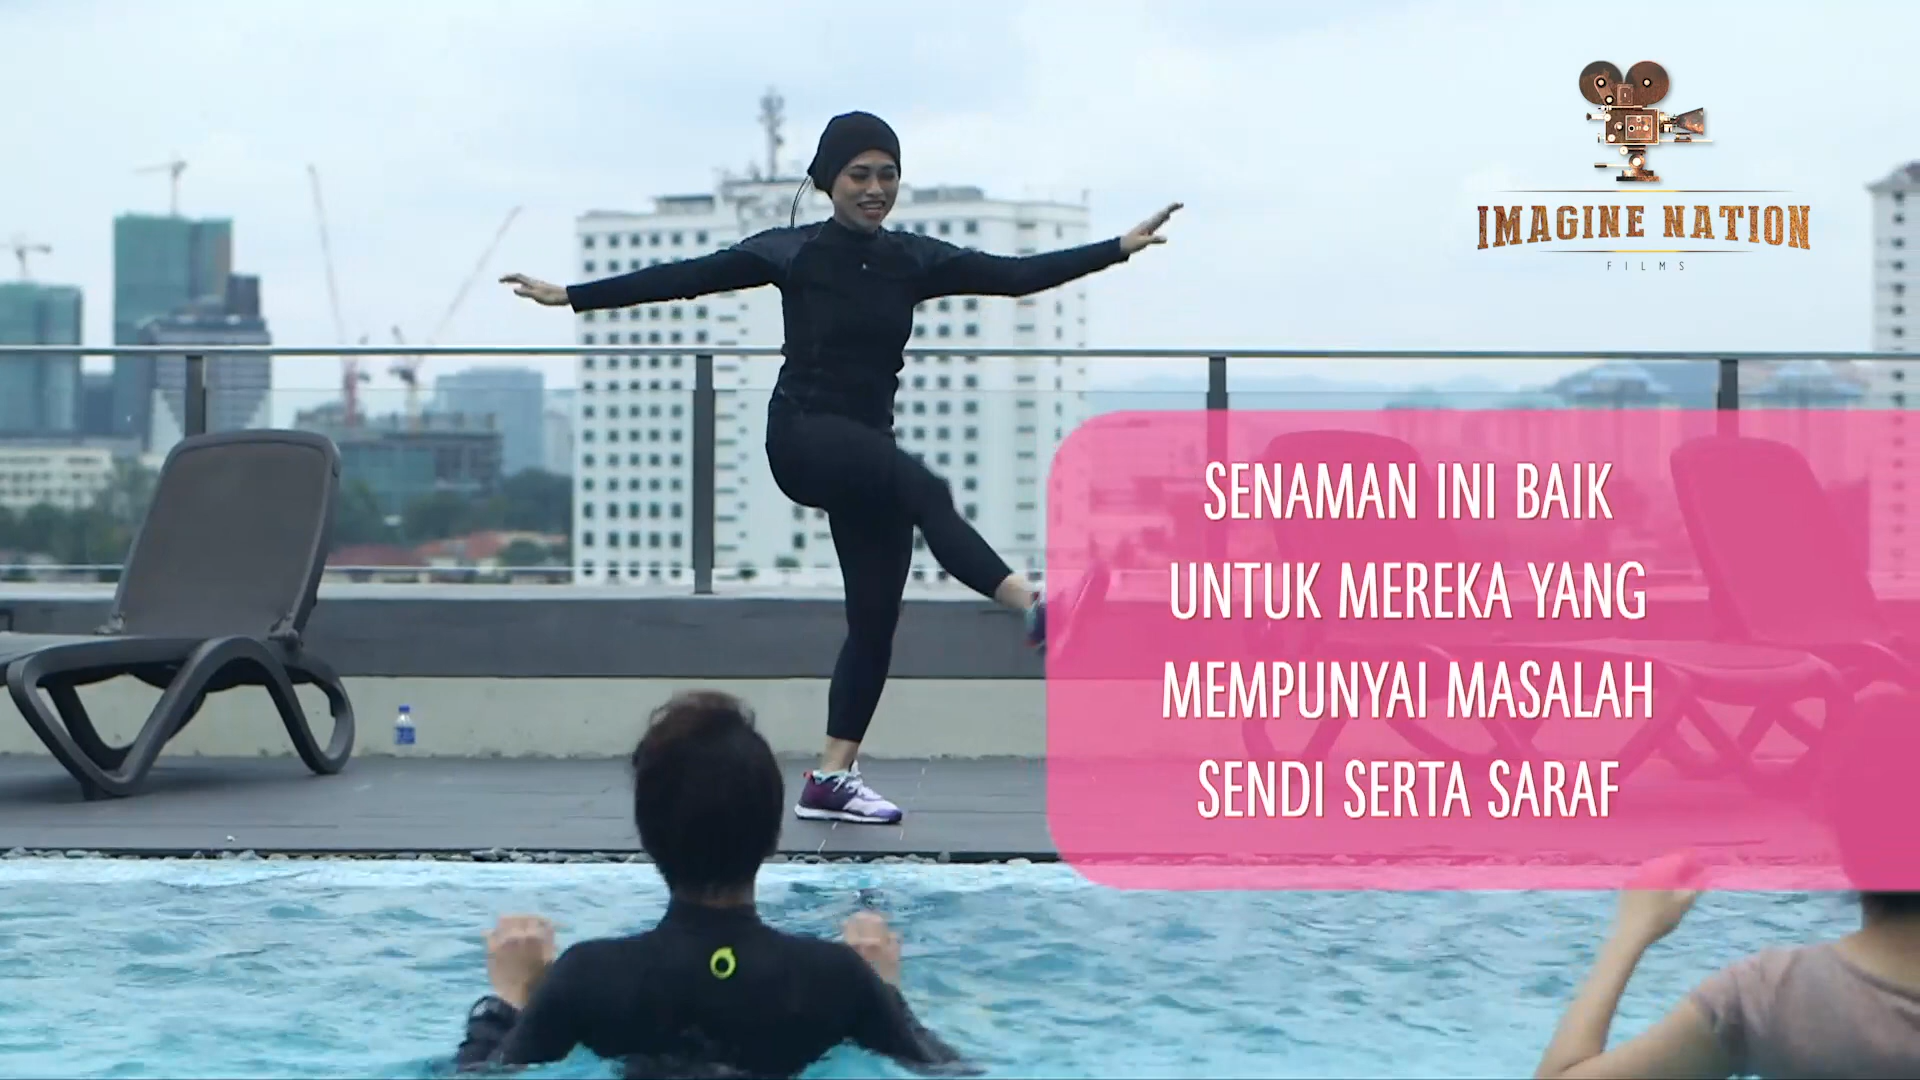 IMAGINE NATION
FILMS
SENAMAN INI BAIK
UNTUK MEREKA YANG
MEMPUNYAI MASALAH
SENDI SERTA SARAF